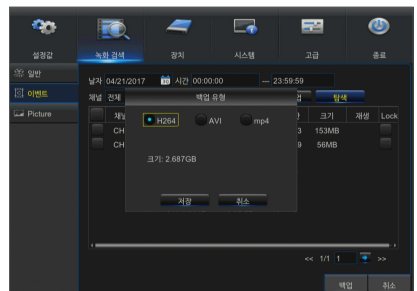 설정값 녹화 검색 장치 시스템 고급 종료
일반
이벤트
Picture
날짜 04/21/2017 시간 00:00:00 --- 23:59:59
채널 전체 탐색
백업 유형
크기 재생 Lock
H264 AVI mp4
CH 153MB
CH 56MB
크기: 2.687GB
저장 취소
<< 1/1 1 >>
백업 취소